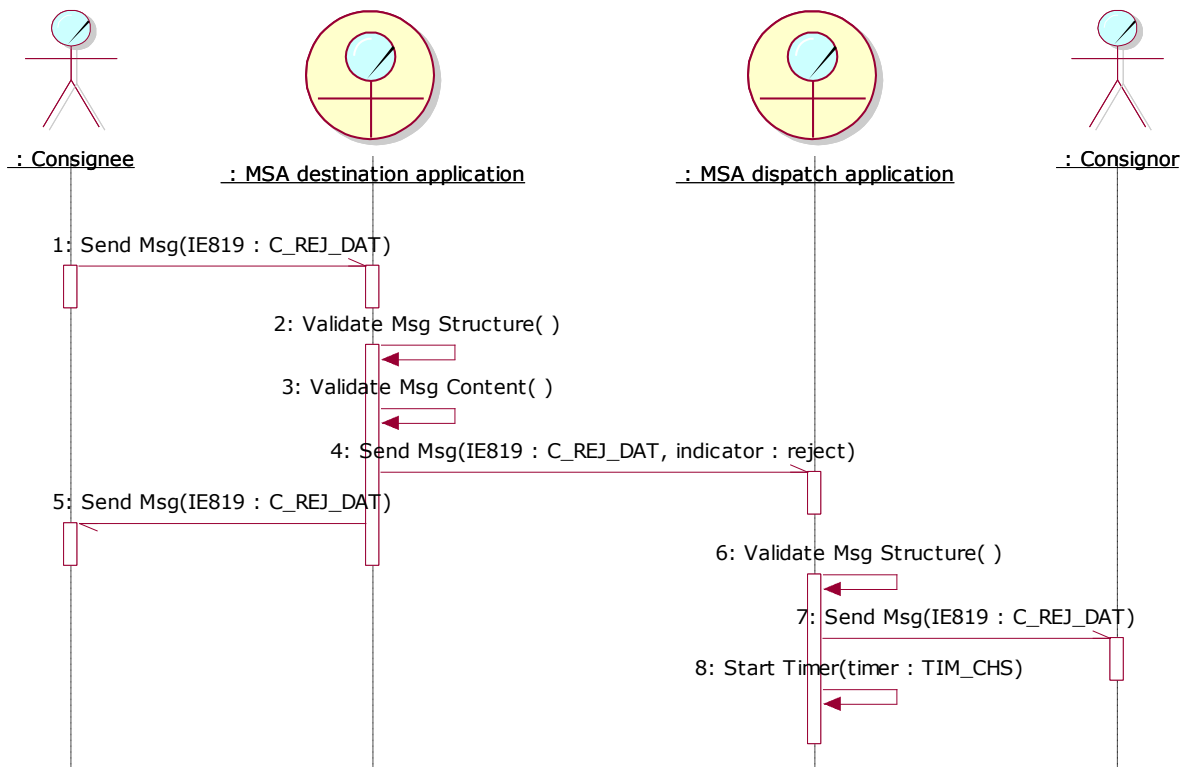 : Consignee
: MSA destination application
: MSA dispatch application
: Consignor
1: Send Msg(IE819 : C_REJ_DAT)
2: Validate Msg Structure( )
3: Validate Msg Content( )
4: Send Msg(IE819 : C_REJ_DAT, indicator : reject)
5: Send Msg(IE819 : C_REJ_DAT)
6: Validate Msg Structure( )
7: Send Msg(IE819 : C_REJ_DAT)
8: Start Timer(timer : TIM_CHS)